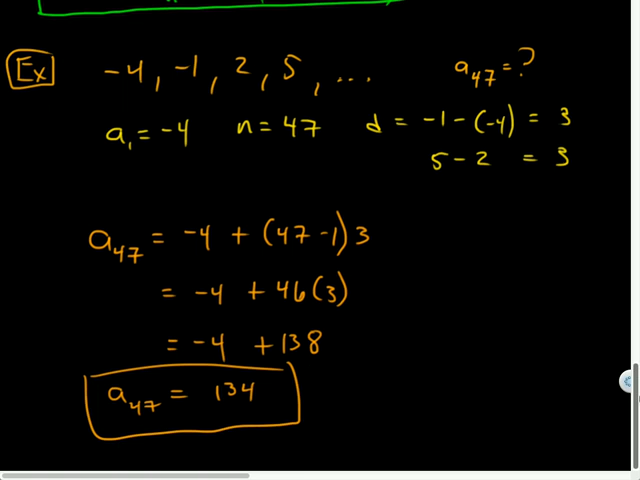 Ex -4, -1, 2, 5, ... a₄₇ = ?
a₁ = -4 n = 47 d = -1 - (-4) = 3
5 - 2 = 3
a₄₇ = -4 + (47 - 1) 3
= -4 + 46(3)
= -4 + 138
a₄₇ = 134